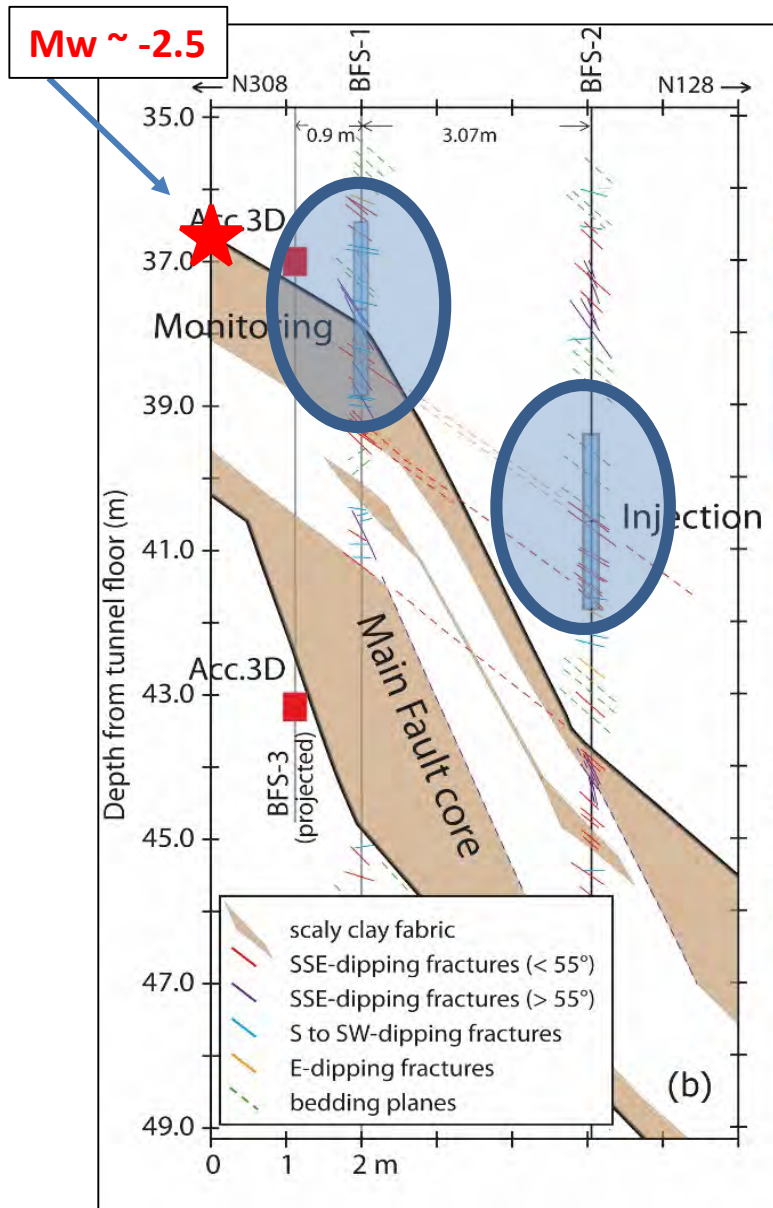 Mw ~ -2.5
BFS-1
BFS-2
N308
N128
35.0
0.9 m
3.07m
Acc.3D
37.0
Monitoring
39.0
Injection
41.0
Main Fault core
Acc.3D
43.0
BFS-3
(projected)
Depth from tunnel floor (m)
45.0
scaly clay fabric
SSE-dipping fractures (< 55°)
47.0
SSE-dipping fractures (> 55°)
S to SW-dipping fractures
E-dipping fractures
(b)
bedding planes
49.0
0 1 2 m